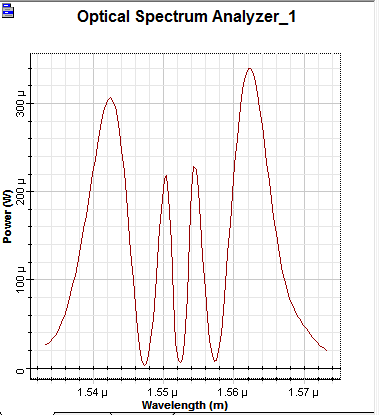 Optical Spectrum Analyzer_1
Power (W)
300 µ
200 µ
100 µ
0
1.54 µ 1.55 µ 1.56 µ 1.57 µ
Wavelength (m)